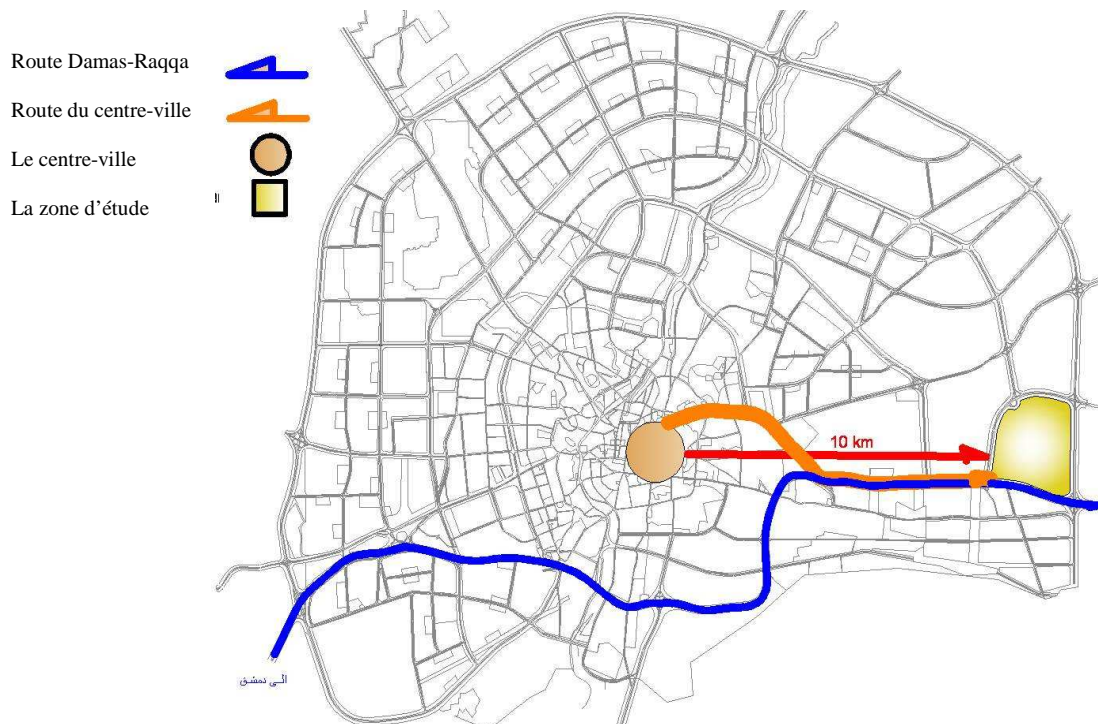 Route Damas-Raqqa
Route du centre-ville
Le centre-ville
La zone d’étude
10 km
الى دمشق